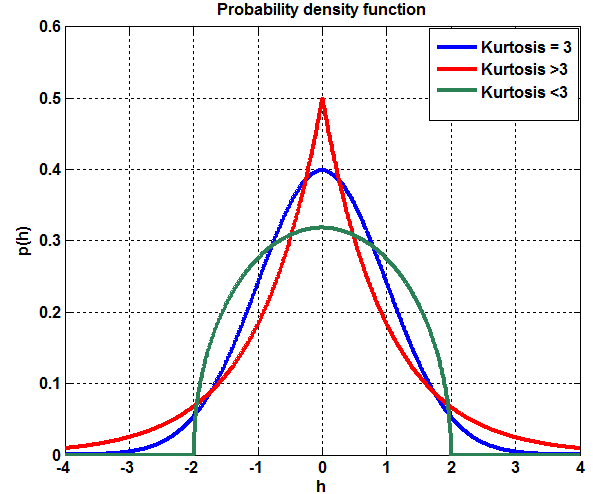 Probability density function
0.6
0.5
0.4
0.3
0.2
0.1
0
p(h)
Kurtosis = 3
Kurtosis >3
Kurtosis <3
-4 -3 -2 -1 0 1 2 3 4
h